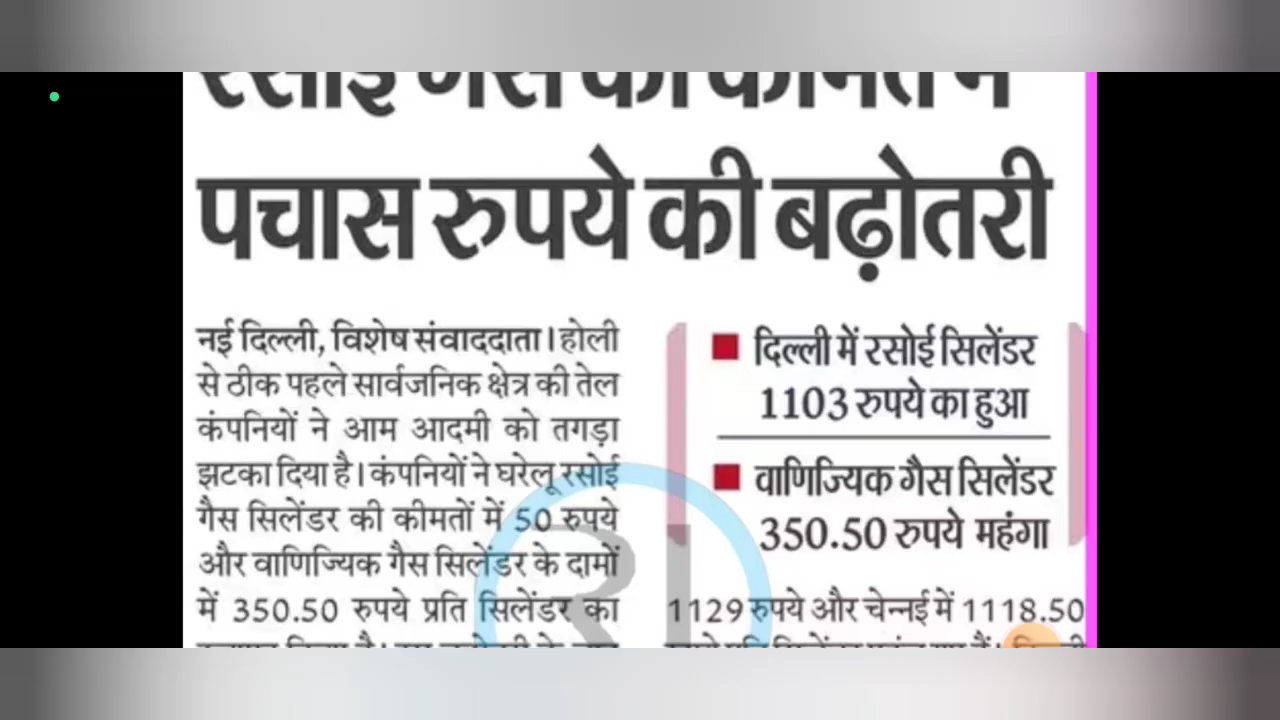 रसोई गैस की कीमत में
पचास रुपये की बढ़ोतरी
नई दिल्ली, विशेष संवाददाता। होली
से ठीक पहले सार्वजनिक क्षेत्र की तेल
कंपनियों ने आम आदमी को तगड़ा
झटका दिया है। कंपनियों ने घरेलू रसोई
गैस सिलेंडर की कीमतों में 50 रुपये
और वाणिज्यिक गैस सिलेंडर के दामों
में 350.50 रुपये प्रति सिलेंडर का
दिल्ली में रसोई सिलेंडर
1103 रुपये का हुआ
वाणिज्यिक गैस सिलेंडर
350.50 रुपये महंगा
1129 रुपये और चेन्नई में 1118.50